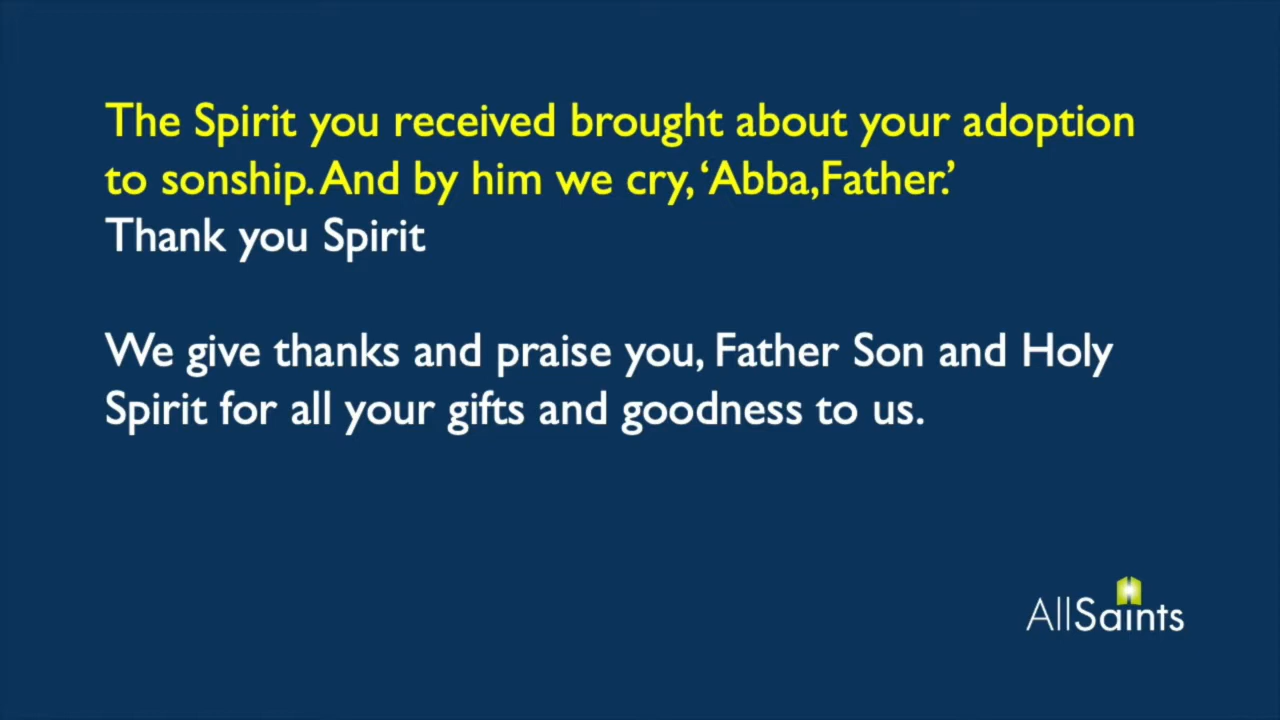 The Spirit you received brought about your adoption
to sonship. And by him we cry, ‘Abba,Father.’
Thank you Spirit
We give thanks and praise you, Father Son and Holy
Spirit for all your gifts and goodness to us.
AllSaints